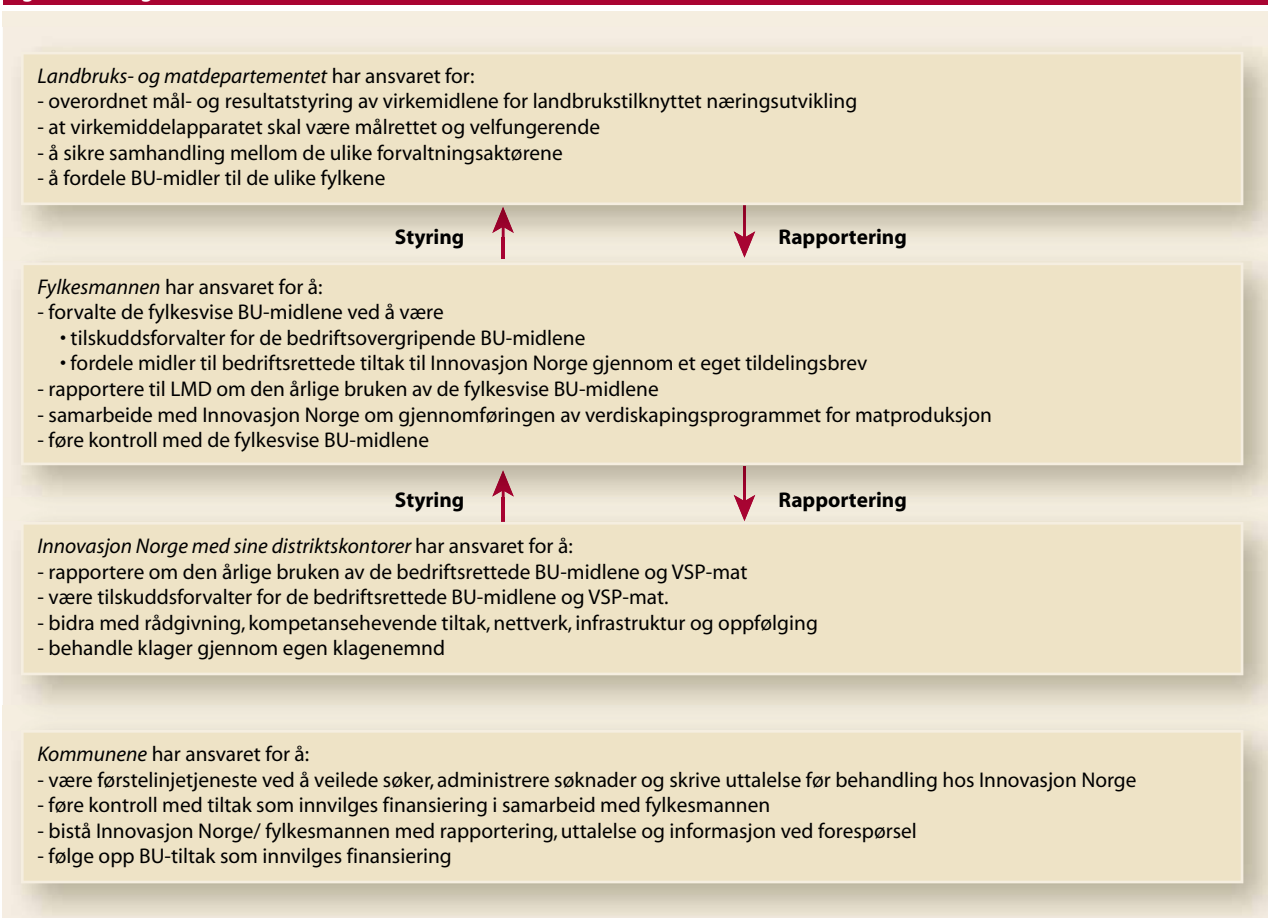 Landbruks- og matdepartementet har ansvaret for:
- overordnet mål- og resultatstyring av virkemidlene for landbrukstilknyttet næringsutvikling
- at virkemiddelapparatet skal være målrettet og velfungerende
- å sikre samhandling mellom de ulike forvaltningsaktørene
- å fordele BU-midler til de ulike fylkene
Styring
Rapportering
Fylkesmannen har ansvaret for å:
- forvalte de fylkesvise BU-midlene ved å være
• tilskuddsforvalter for de bedriftsovergripende BU-midlene
• fordele midler til bedriftsrettede tiltak til Innovasjon Norge gjennom et eget tildelingsbrev
- rapportere til LMD om den årlige bruken av de fylkesvise BU-midlene
- samarbeide med Innovasjon Norge om gjennomføringen av verdiskapingsprogrammet for matproduksjon
- føre kontroll med de fylkesvise BU-midlene
Styring
Rapportering
Innovasjon Norge med sine distriktskontorer har ansvaret for å:
- rapportere om den årlige bruken av de bedriftsrettede BU-midlene og VSP-mat
- være tilskuddsforvalter for de bedriftsrettede BU-midlene og VSP-mat.
- bidra med rådgivning, kompetansehevende tiltak, nettverk, infrastruktur og oppfølging
- behandle klager gjennom egen klagenemnd
Kommunene har ansvaret for å:
- være førstelinjetjeneste ved å veilede søker, administrere søknader og skrive uttalelse før behandling hos Innovasjon Norge
- føre kontroll med tiltak som innvilges finansiering i samarbeid med fylkesmannen
- bistå Innovasjon Norge/ fylkesmannen med rapportering, uttalelse og informasjon ved forespørsel
- følge opp BU-tiltak som innvilges finansiering